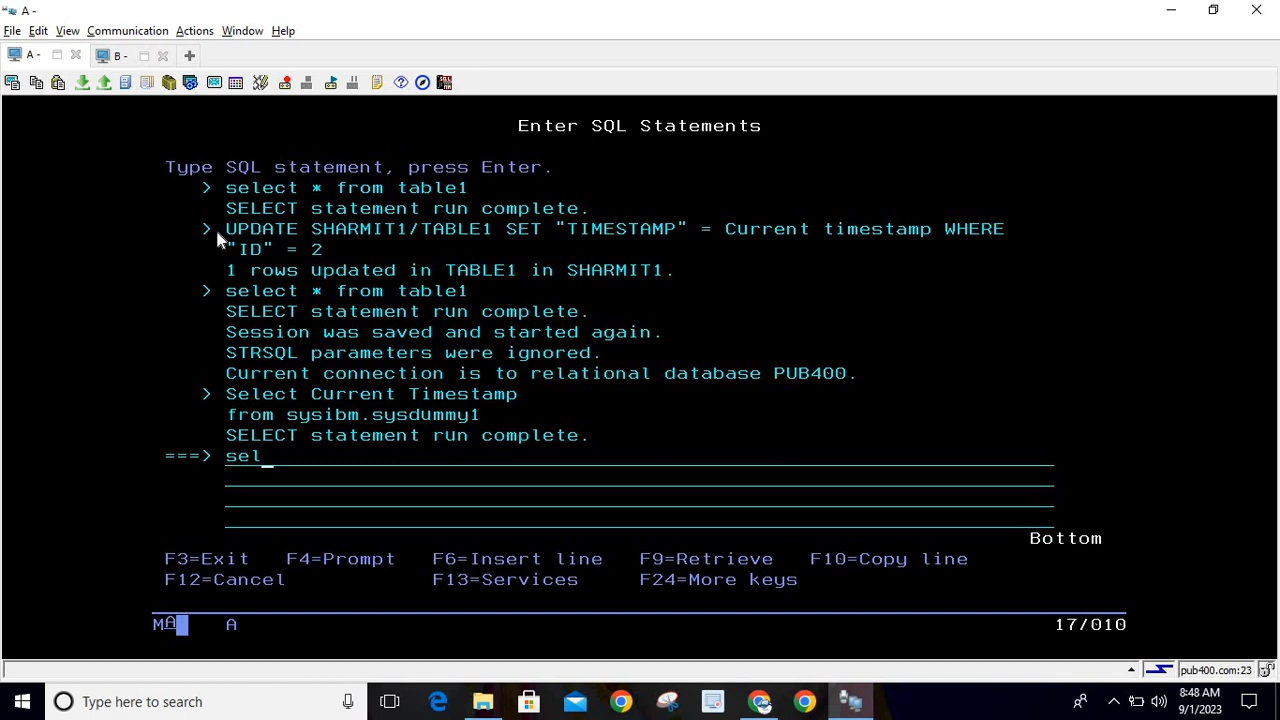 A -
File Edit View Communication Actions Window Help
A - B -
Enter SQL Statements
Type SQL statement, press Enter.
> select * from table1
SELECT statement run complete.
> UPDATE SHARMIT1/TABLE1 SET "TIMESTAMP" = Current timestamp WHERE
"ID" = 2
1 rows updated in TABLE1 in SHARMIT1.
> select * from table1
SELECT statement run complete.
Session was saved and started again.
STRSQL parameters were ignored.
Current connection is to relational database PUB400.
> Select Current Timestamp
from sysibm.sysdummy1
SELECT statement run complete.
===> sel
Bottom
F3=Exit F4=Prompt F6=Insert line F9=Retrieve F10=Copy line
F12=Cancel F13=Services F24=More keys
MA A 17/010
pub400.com:23
Type here to search
8:48 AM
9/1/2023